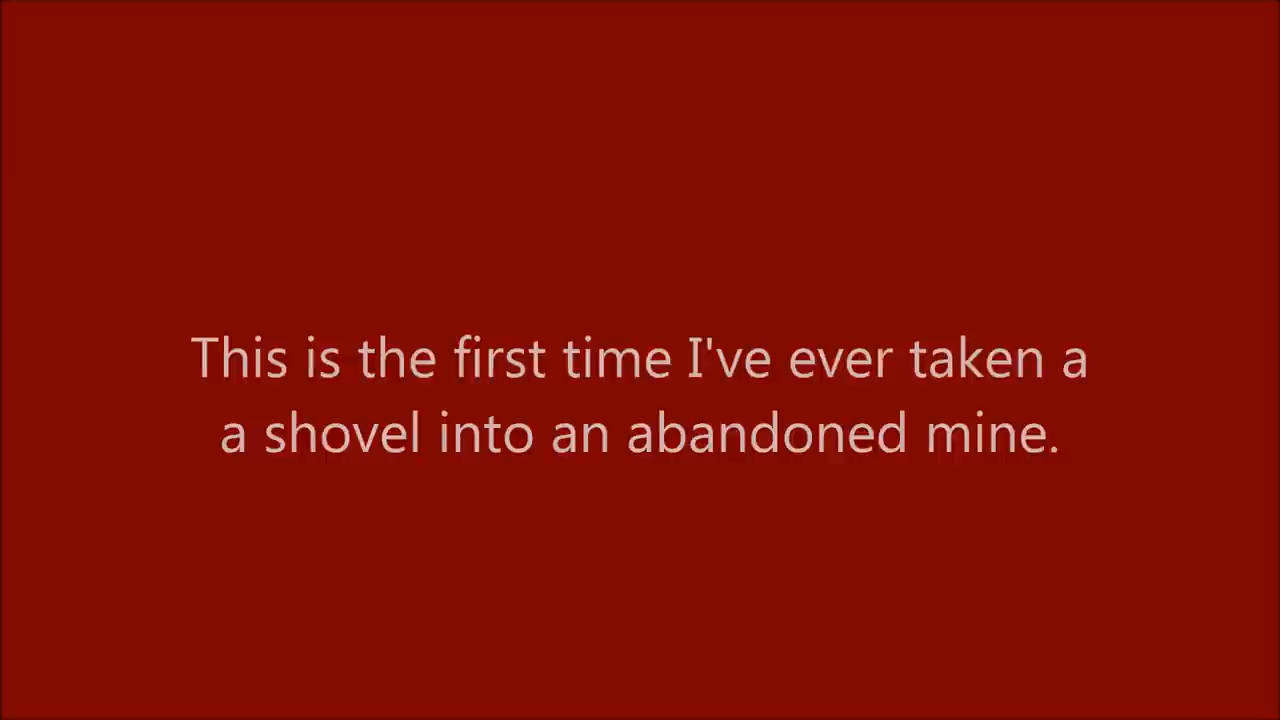 This is the first time I've ever taken a
a shovel into an abandoned mine.